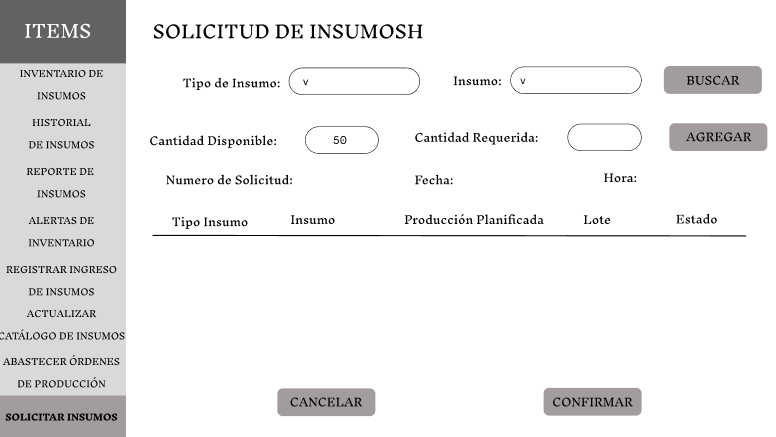 ITEMS
SOLICITUD DE INSUMOSH
INVENTARIO DE
INSUMOS
HISTORIAL
DE INSUMOS
REPORTE DE
INSUMOS
ALERTAS DE
INVENTARIO
REGISTRAR INGRESO
DE INSUMOS
ACTUALIZAR
CATÁLOGO DE INSUMOS
ABASTECER ÓRDENES
DE PRODUCCIÓN
SOLICITAR INSUMOS
Tipo de Insumo: v Insumo: v BUSCAR
Cantidad Disponible: 50 Cantidad Requerida: AGREGAR
Numero de Solicitud: Fecha: Hora:
Tipo Insumo Insumo Producción Planificada Lote Estado
CANCELAR CONFIRMAR